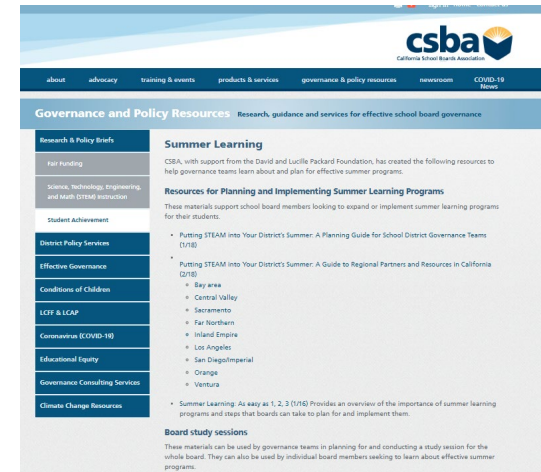 csba
California School Boards Association
about advocacy training & events products & services governance & policy resources newsroom COVID-19
News
Governance and Policy Resources Research, guidance and services for effective school board governance
Research & Policy Briefs
Fair Funding
Science, Technology, Engineering,
and Math (STEM) Instruction
Student Achievement
District Policy Services
Effective Governance
Conditions of Children
LCFF & LCAP
Coronavirus (COVID-19)
Educational Equity
Governance Consulting Services
Climate Change Resources
Summer Learning
CSBA, with support from the David and Lucille Packard Foundation, has created the following resources to
help governance teams learn about and plan for effective summer programs.
Resources for Planning and Implementing Summer Learning Programs
These materials support school board members looking to expand or implement summer learning programs
for their students.
Putting STEAM into Your District's Summer: A Planning Guide for School District Governance Teams
(1/18)
Putting STEAM into Your District's Summer: A Guide to Regional Partners and Resources in California
(2/18)
Bay area
Central Valley
Sacramento
Far Northern
Inland Empire
Los Angeles
San Diego/Imperial
Orange
Ventura
Summer Learning: As easy as 1, 2, 3 (1/16) Provides an overview of the importance of summer learning
programs and steps that boards can take to plan for and implement them.
Board study sessions
These materials can be used by governance teams in planning for and conducting a study session for the
whole board. They can also be used by individual board members seeking to learn about effective summer
programs.